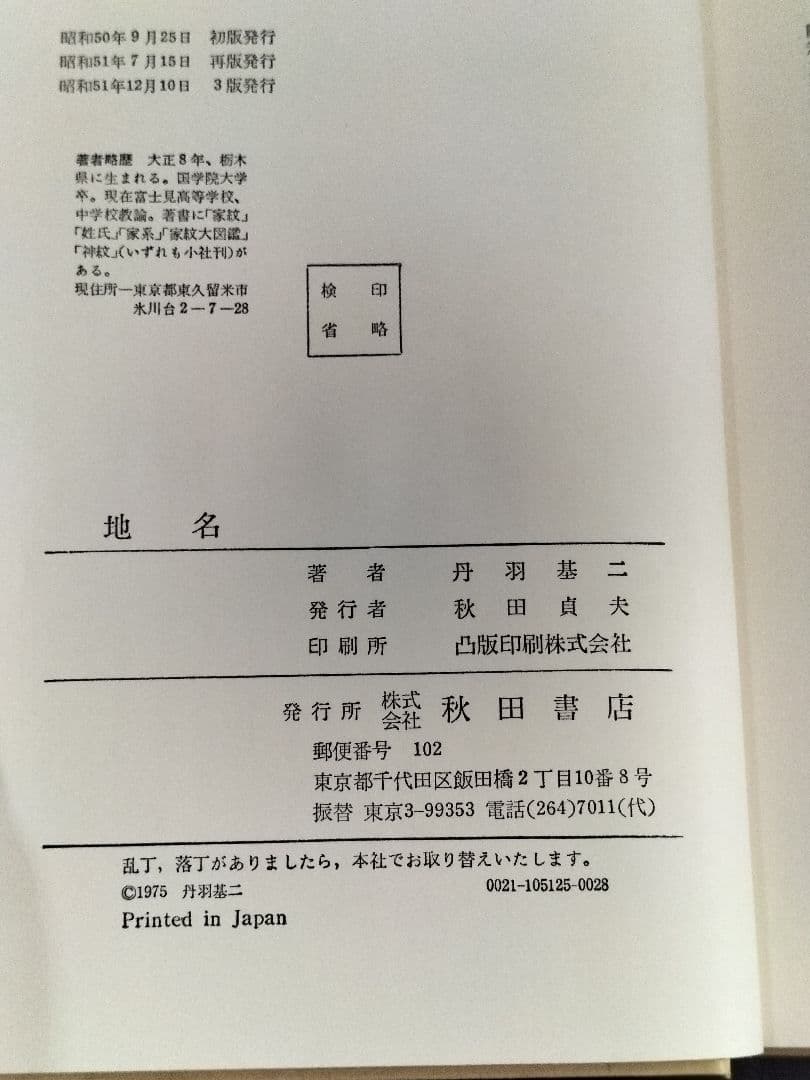 昭和50年9月25日 初版発行
昭和51年7月15日 再版発行
昭和51年12月10日 3版発行
著者略歴 大正8年、栃木
県に生まれる。国学院大学
卒。現在富士見高等学校、
中学校教諭。著書に「家紋」
「姓氏」「家系」「家紋大図鑑」
「神紋」(いずれも小社刊)が
ある。
現住所―東京都東久留米市
氷川台2―7―28
検印
省略
地名
著者 丹羽基二
発行者 秋田貞夫
印刷所 凸版印刷株式会社
発行所 株式会社 秋田書店
郵便番号 102
東京都千代田区飯田橋2丁目10番8号
振替 東京3-99353 電話(264)7011(代)
乱丁,落丁がありましたら,本社でお取り替えいたします。
©1975 丹羽基二 0021-105125-0028
Printed in Japan